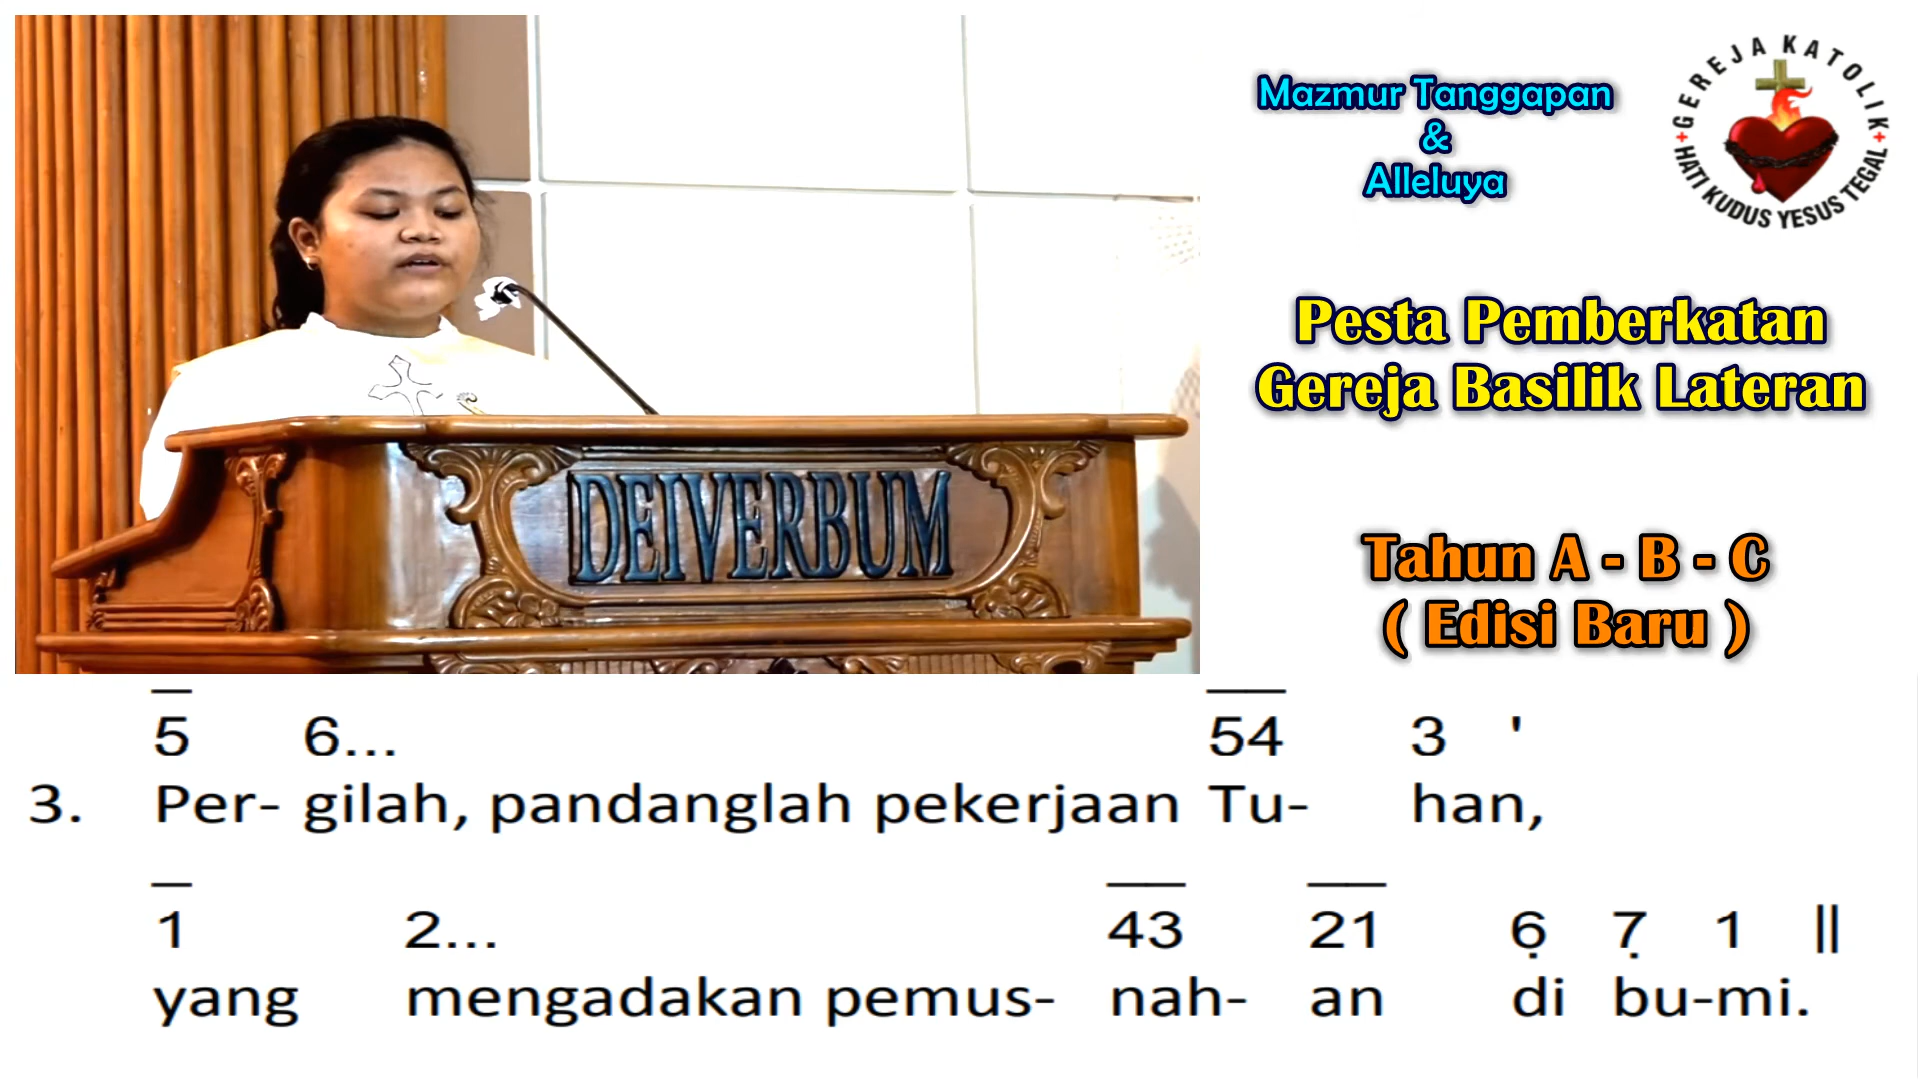 Mazmur Tanggapan
&
Alleluya
GEREJA KATOLIK
HATI KUDUS YESUS TEGAL
Pesta Pemberkatan
Gereja Basilik Lateran
Tahun A - B - C
( Edisi Baru )
DEIVERBUM
5 6... 54 3 '
3. Per- gilah, pandanglah pekerjaan Tu- han,
1 2... 43 21 6̣ 7̣ 1 ||
yang mengadakan pemus- nah- an di bu-mi.